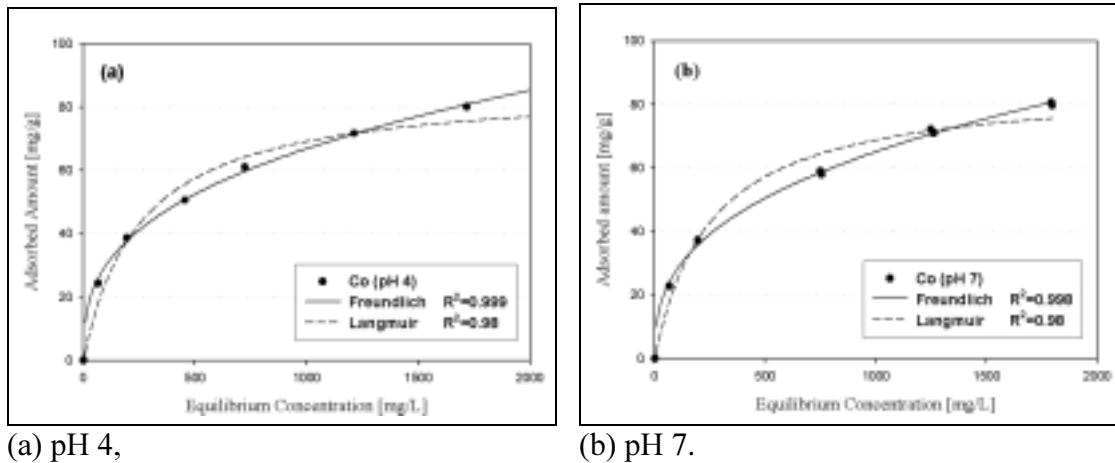 100
80
60
40
20
0
Adsorbed Amount [mg/g]
(a)
Co (pH 4)
Freundlich R²=0.999
Langmuir R²=0.98
0 500 1000 1500 2000
Equilibrium Concentration [mg/L]
(a) pH 4,
100
80
60
40
20
0
Adsorbed amount [mg/g]
(b)
Co (pH 7)
Freundlich R²=0.998
Langmuir R²=0.98
0 500 1000 1500 2000
Equilibrium Concentration [mg/L]
(b) pH 7.